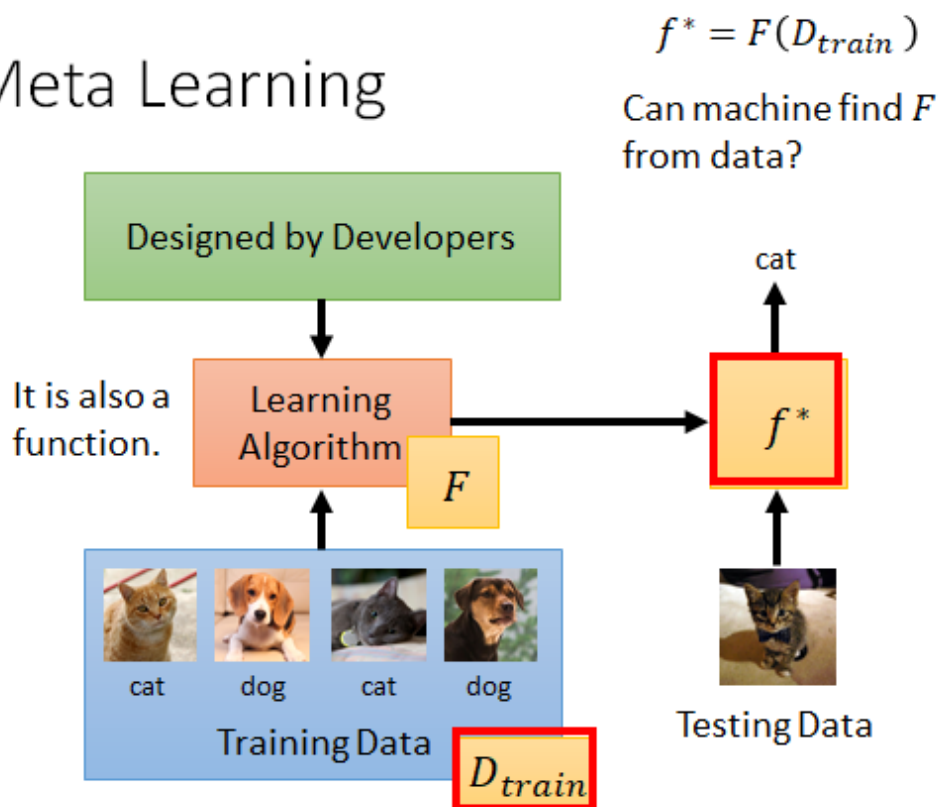 Meta Learning
f* = F(D_train)
Can machine find F
from data?
Designed by Developers
cat
It is also a
function.
Learning
Algorithm
F
f*
cat
dog
cat
dog
Training Data
D_train
Testing Data